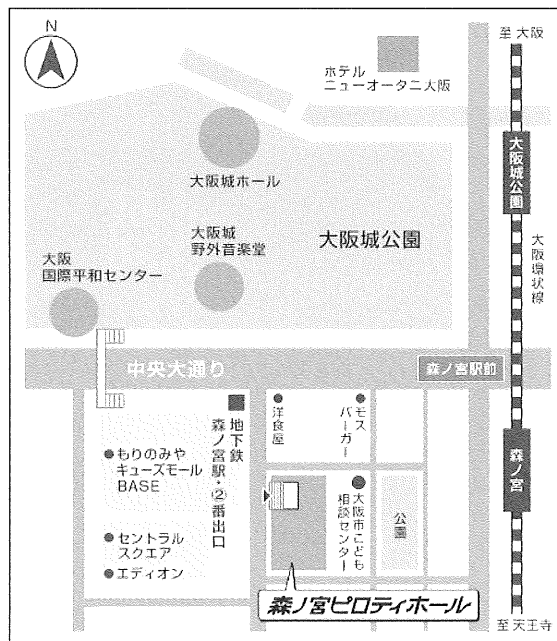 N
至 大阪
ホテル
ニューオータニ大阪
大阪城公園
大阪城ホール
大阪環状線
大阪城
野外音楽堂
大阪城公園
大阪
国際平和センター
中央大通り
森ノ宮駅前
地下鉄
森ノ宮駅・②番出口
洋食屋
モス
バーガー
森ノ宮
もりのみや
キューズモール
BASE
大阪市こども
相談センター
公園
セントラル
スクエア
エディオン
森ノ宮ピロティホール
至 天王寺